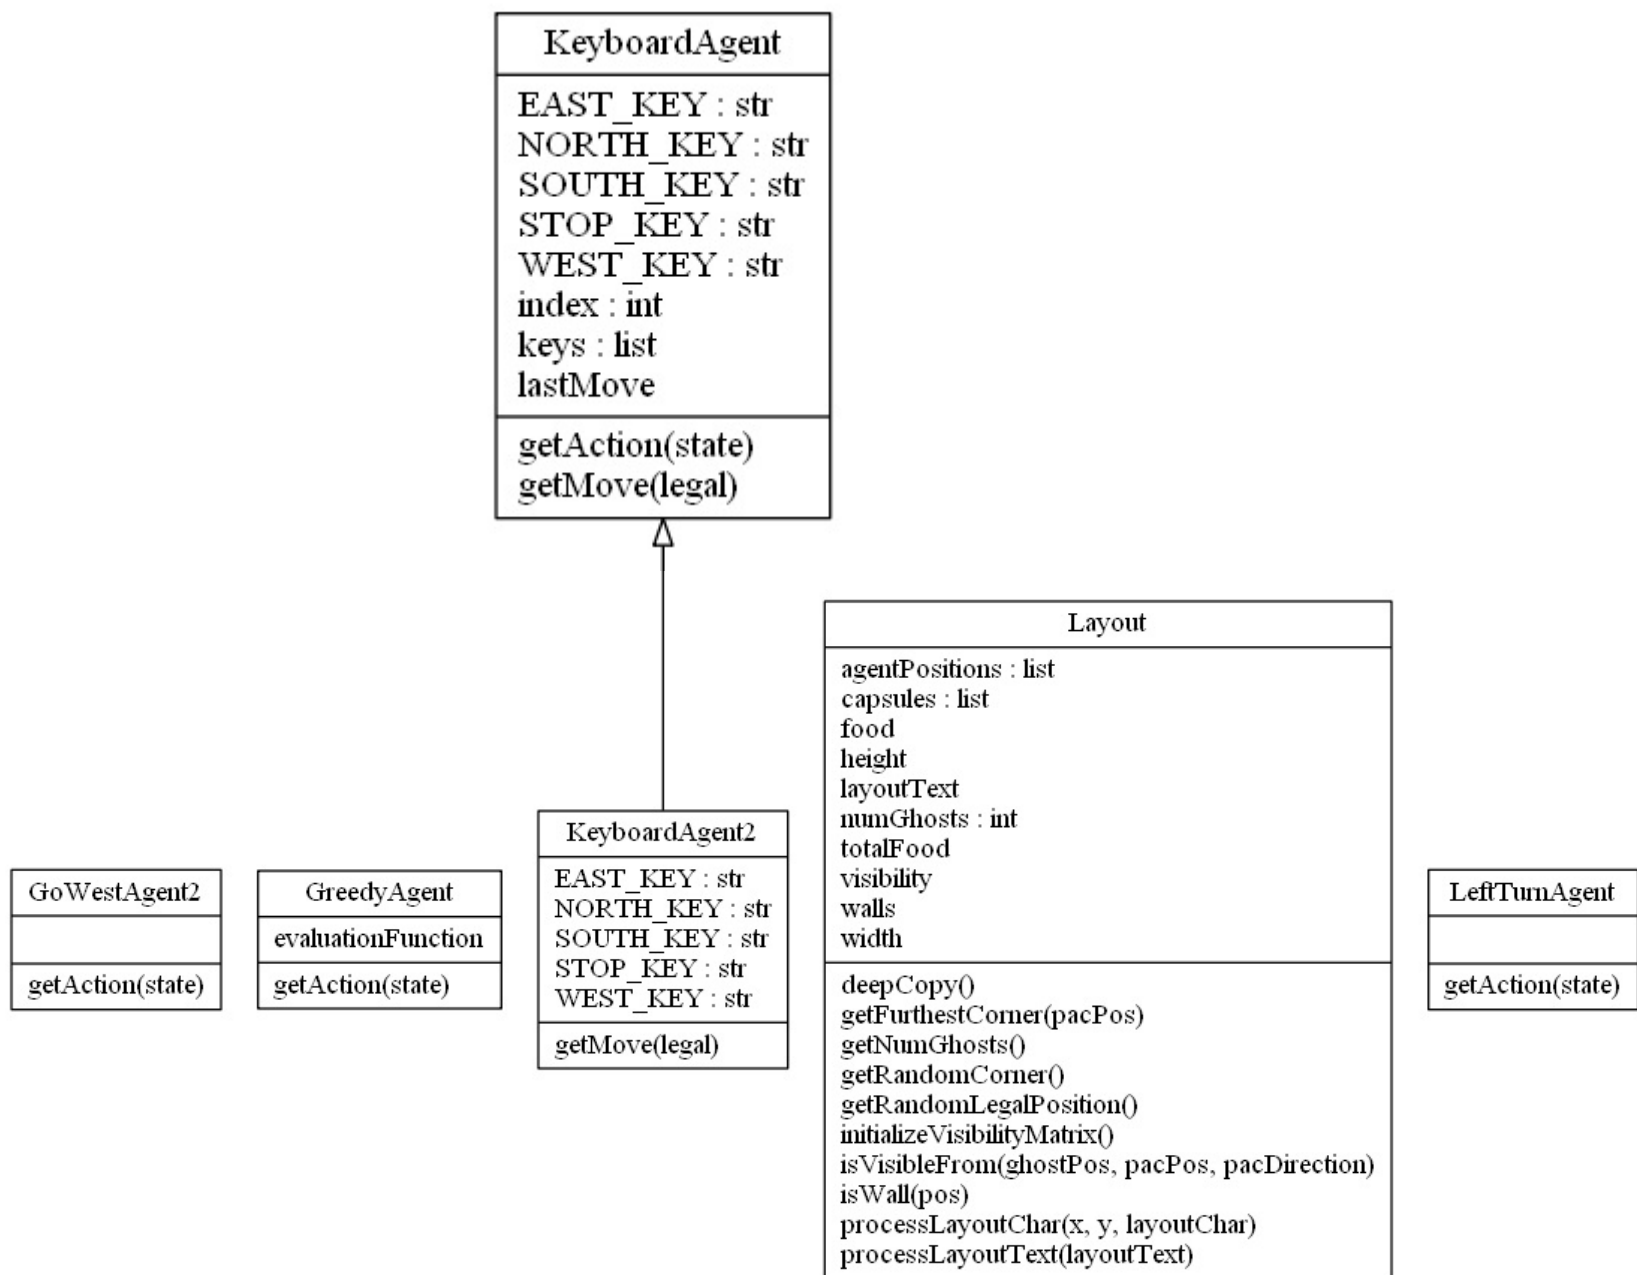 KeyboardAgent
EAST_KEY : str
NORTH_KEY : str
SOUTH_KEY : str
STOP_KEY : str
WEST_KEY : str
index : int
keys : list
lastMove
getAction(state)
getMove(legal)
GoWestAgent2
getAction(state)
GreedyAgent
evaluationFunction
getAction(state)
KeyboardAgent2
EAST_KEY : str
NORTH_KEY : str
SOUTH_KEY : str
STOP_KEY : str
WEST_KEY : str
getMove(legal)
Layout
agentPositions : list
capsules : list
food
height
layoutText
numGhosts : int
totalFood
visibility
walls
width
deepCopy()
getFurthestCorner(pacPos)
getNumGhosts()
getRandomCorner()
getRandomLegalPosition()
initializeVisibilityMatrix()
isVisibleFrom(ghostPos, pacPos, pacDirection)
isWall(pos)
processLayoutChar(x, y, layoutChar)
processLayoutText(layoutText)
LeftTurnAgent
getAction(state)